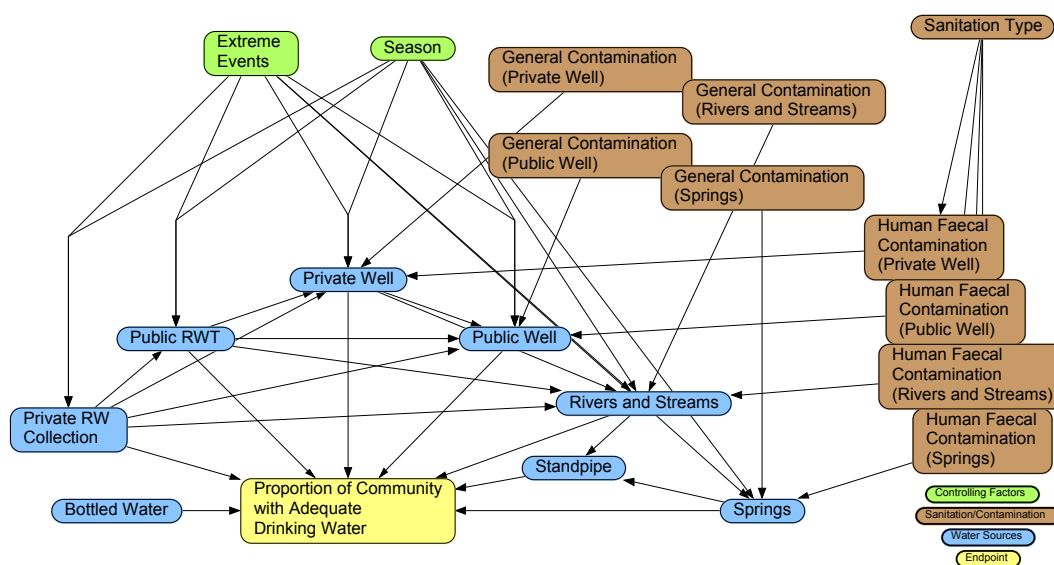 Extreme
Events
Season
Sanitation Type
General Contamination
(Private Well)
General Contamination
(Rivers and Streams)
General Contamination
(Public Well)
General Contamination
(Springs)
Human Faecal
Contamination
(Private Well)
Private Well
Human Faecal
Contamination
(Public Well)
Public RWT
Public Well
Human Faecal
Contamination
(Rivers and Streams)
Rivers and Streams
Private RW
Collection
Human Faecal
Contamination
(Springs)
Standpipe
Proportion of Community
with Adequate
Drinking Water
Bottled Water
Springs
Controlling Factors
Sanitation/Contamination
Water Sources
Endpoint